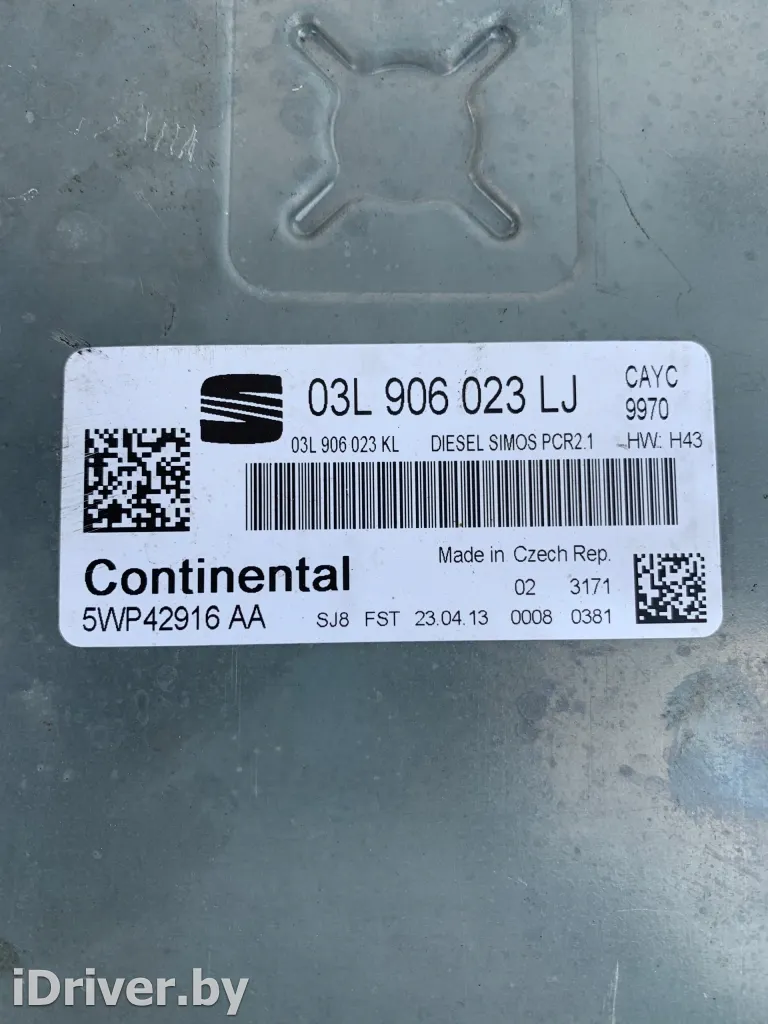 03L 906 023 LJ
CAYC
9970
03L 906 023 KL DIESEL SIMOS PCR2.1 HW: H43
Continental
Made in Czech Rep.
02 3171
5WP42916 AA SJ8 FST 23.04.13 0008 0381
iDriver.by